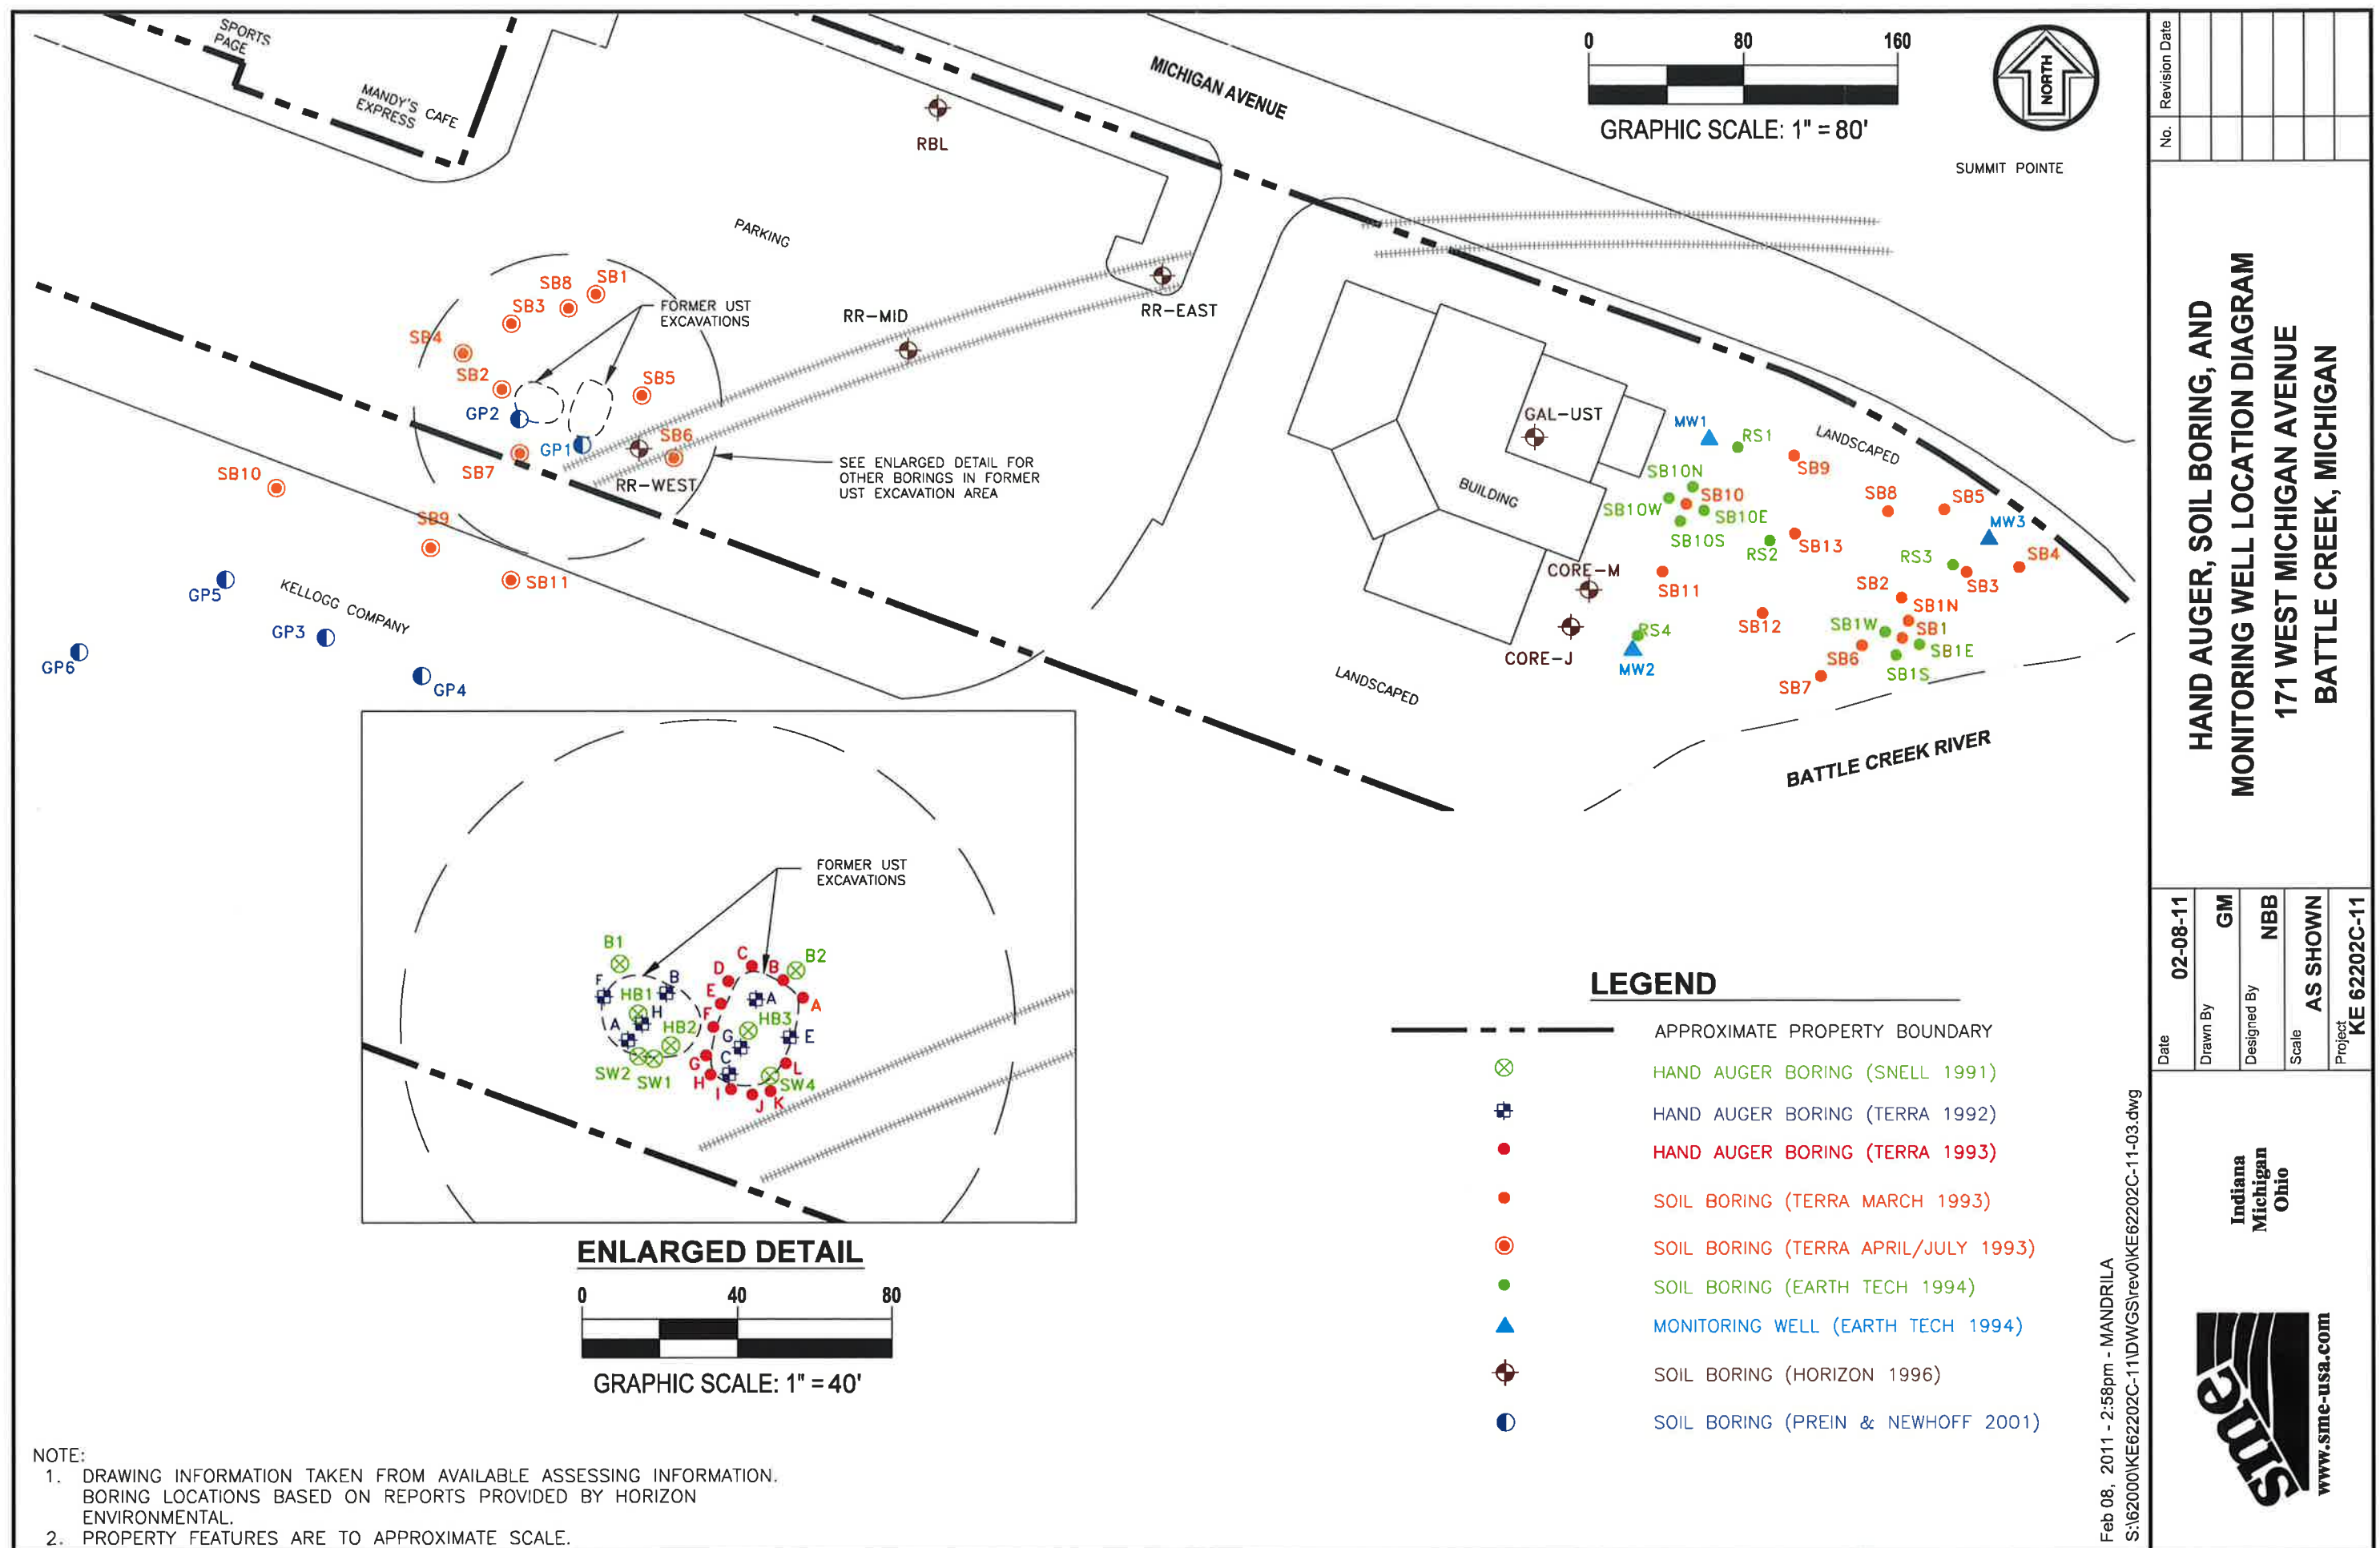 SPORTS
PAGE
MANDY'S CAFE
EXPRESS
MICHIGAN AVENUE
RBL
PARKING
0 80 160
GRAPHIC SCALE: 1" = 80'
NORTH
SUMMIT POINTE
SB8
SB1
SB3
SB4
SB2
SB5
GP2
GP1
SB6
SB7
RR-WEST
FORMER UST
EXCAVATIONS
RR-MID
RR-EAST
SEE ENLARGED DETAIL FOR
OTHER BORINGS IN FORMER
UST EXCAVATION AREA
SB10
SB9
SB11
GP5
GP3
GP6
GP4
KELLOGG COMPANY
GAL-UST
BUILDING
CORE-M
CORE-J
MW1
RS1
SB9
LANDSCAPED
SB10N
SB10
SB10W
SB10E
SB10S
RS2
SB13
SB8
SB5
MW3
RS3
SB4
SB3
SB2
SB11
SB12
SB1N
SB1W
SB1
SB1E
SB6
SB1S
SB7
RS4
MW2
LANDSCAPED
BATTLE CREEK RIVER
FORMER UST
EXCAVATIONS
B1
F
B
HB1
H
A
HB2
SW2
SW1
C
B
B2
D
E
A
A
F
HB3
G
E
C
G
H
L
SW4
I
J
K
ENLARGED DETAIL
0 40 80
GRAPHIC SCALE: 1" = 40'
LEGEND
APPROXIMATE PROPERTY BOUNDARY
HAND AUGER BORING (SNELL 1991)
HAND AUGER BORING (TERRA 1992)
HAND AUGER BORING (TERRA 1993)
SOIL BORING (TERRA MARCH 1993)
SOIL BORING (TERRA APRIL/JULY 1993)
SOIL BORING (EARTH TECH 1994)
MONITORING WELL (EARTH TECH 1994)
SOIL BORING (HORIZON 1996)
SOIL BORING (PREIN & NEWHOFF 2001)
NOTE:
1. DRAWING INFORMATION TAKEN FROM AVAILABLE ASSESSING INFORMATION.
BORING LOCATIONS BASED ON REPORTS PROVIDED BY HORIZON
ENVIRONMENTAL.
2. PROPERTY FEATURES ARE TO APPROXIMATE SCALE.
Feb 08, 2011 - 2:58pm - MANDRILA
S:\62000\KE62202C-11\DWGS\rev0\KE62202C-11-03.dwg
No. Revision Date
HAND AUGER, SOIL BORING, AND
MONITORING WELL LOCATION DIAGRAM
171 WEST MICHIGAN AVENUE
BATTLE CREEK, MICHIGAN
Date 02-08-11
Drawn By GM
Designed By NBB
Scale AS SHOWN
Project KE 62202C-11
Indiana
Michigan
Ohio
sme
www.sme-usa.com